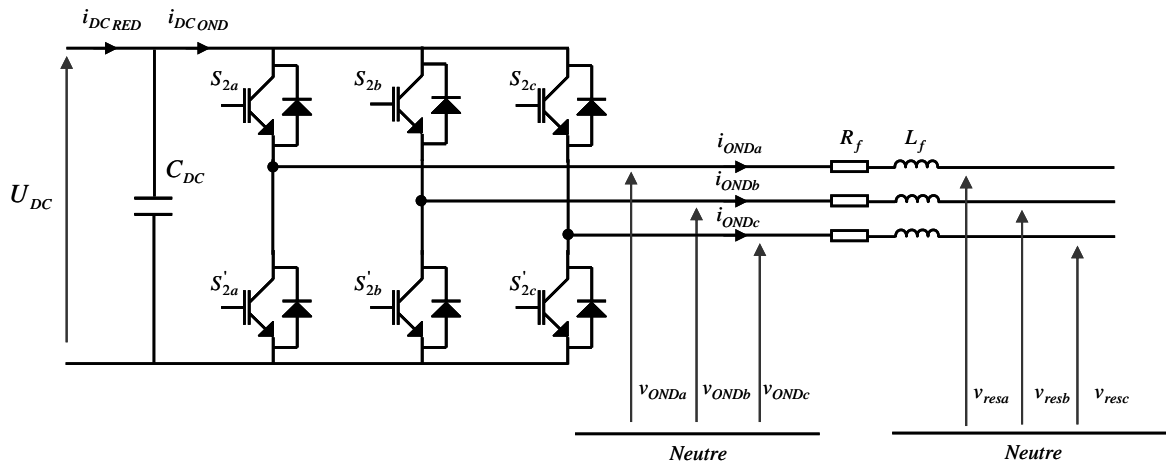 i_DC RED i_DC OND
S_2a S_2b S_2c
R_f L_f
i_ONDa
C_DC
i_ONDb
U_DC
i_ONDc
S'_2a S'_2b S'_2c
v_ONDa v_ONDb v_ONDc v_resa v_resb v_resc
Neutre Neutre